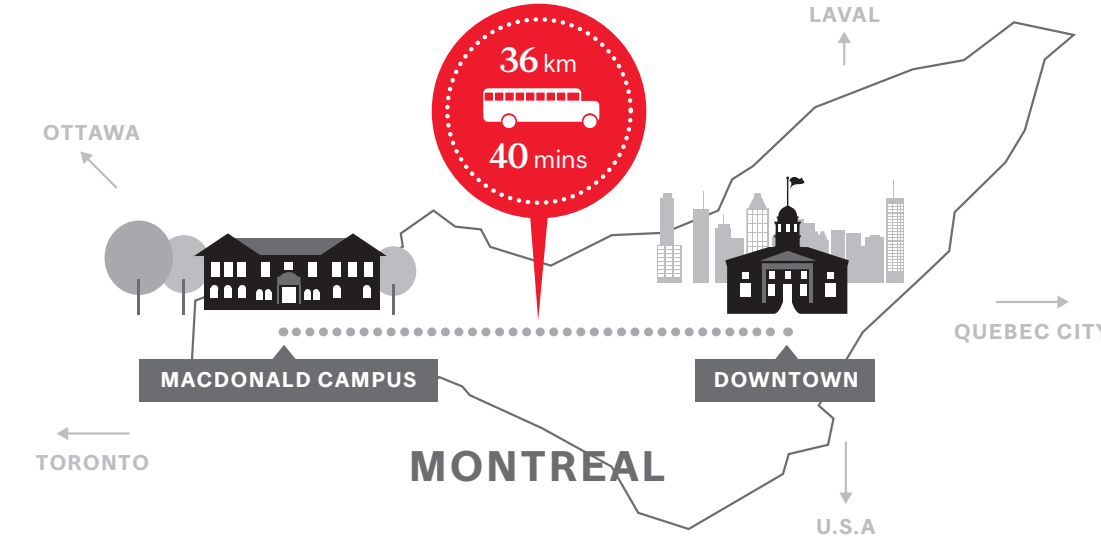 LAVAL
36 km
OTTAWA
40 mins
QUEBEC CITY
MACDONALD CAMPUS
DOWNTOWN
TORONTO
MONTREAL
U.S.A